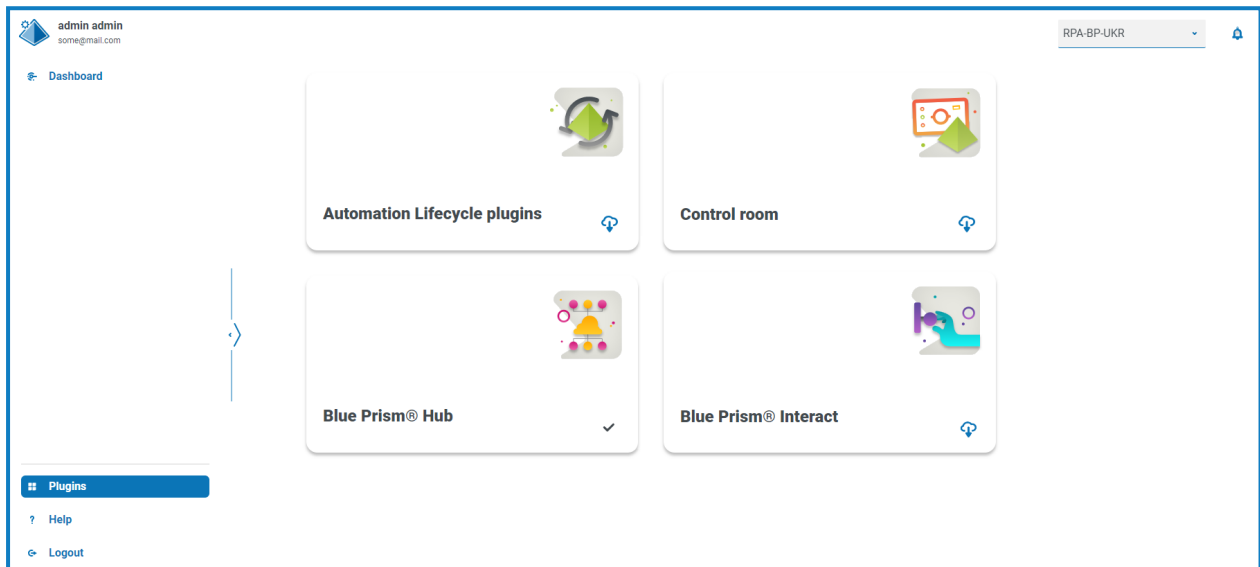 admin admin
some@mail.com
RPA-BP-UKR
Dashboard
Automation Lifecycle plugins
Control room
Blue Prism® Hub
Blue Prism® Interact
Plugins
? Help
Logout